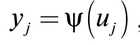 y_j = ψ(u_j),